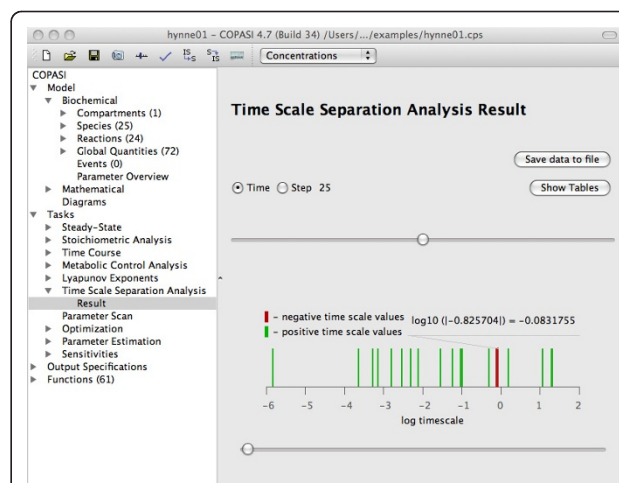 hynne01 - COPASI 4.7 (Build 34) /Users/.../examples/hynne01.cps
IS
S
S
IS
Concentrations
COPASI
Model
Biochemical
Compartments (1)
Species (25)
Reactions (24)
Global Quantities (72)
Events (0)
Parameter Overview
Mathematical
Diagrams
Tasks
Steady-State
Stoichiometric Analysis
Time Course
Metabolic Control Analysis
Lyapunov Exponents
Time Scale Separation Analysis
Result
Parameter Scan
Optimization
Parameter Estimation
Sensitivities
Output Specifications
Functions (61)
Time Scale Separation Analysis Result
Save data to file
Time Step 25
Show Tables
- negative time scale values log10 (|-0.825704|) = -0.0831755
- positive time scale values
-6 -5 -4 -3 -2 -1 0 1 2
log timescale